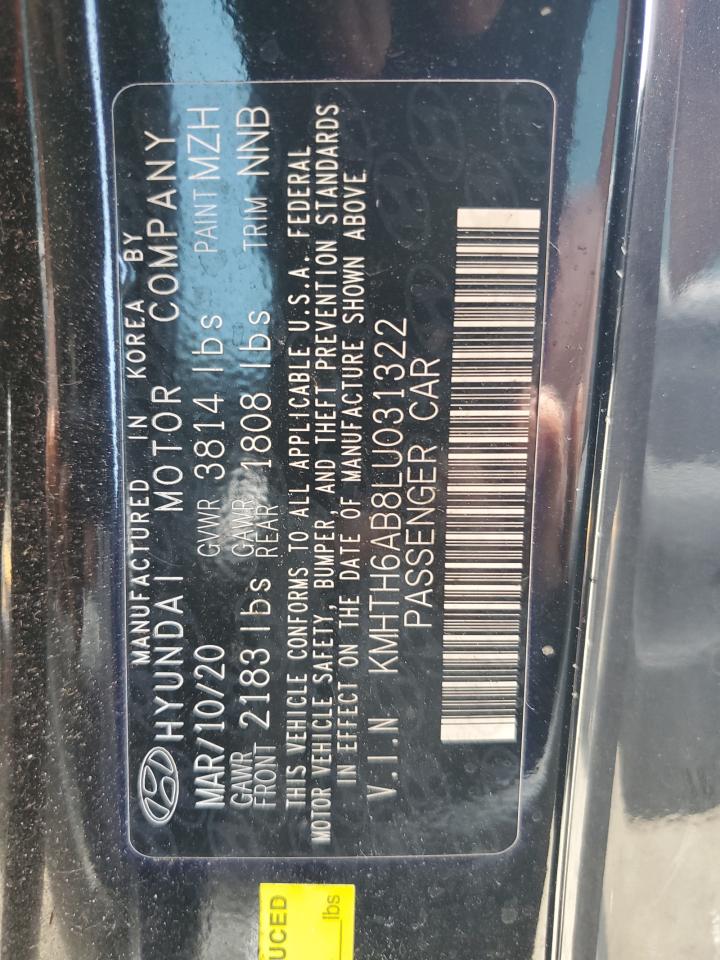 MANUFACTURED IN KOREA BY
HYUNDAI MOTOR COMPANY
MAR/10/20 GVWR 3814 lbs PAINT MZH
GAWR FRONT 2183 lbs GAWR REAR 1808 lbs TRIM NNB
THIS VEHICLE CONFORMS TO ALL APPLICABLE U.S.A. FEDERAL
MOTOR VEHICLE SAFETY, BUMPER, AND THEFT PREVENTION STANDARDS
IN EFFECT ON THE DATE OF MANUFACTURE SHOWN ABOVE.
V.I.N KMHTH6AB8LU031322
PASSENGER CAR
UCED
lbs